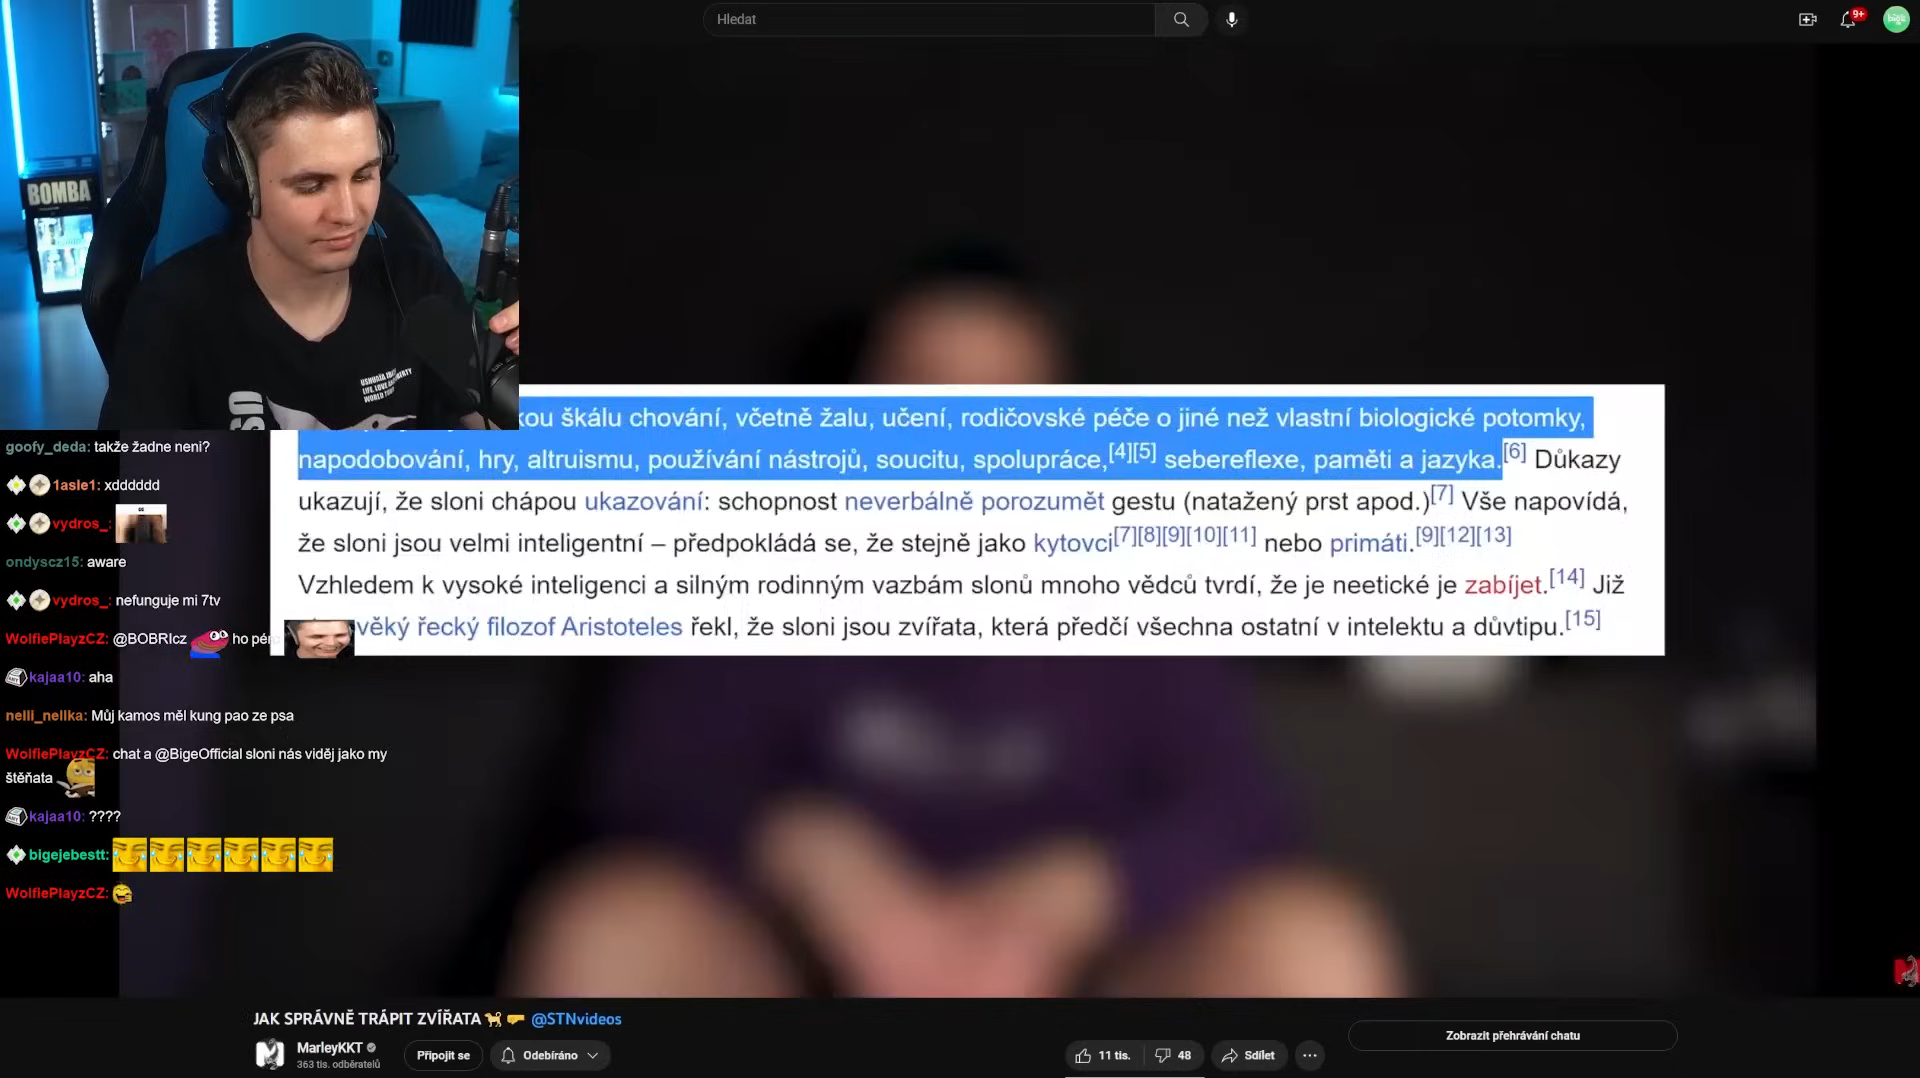 Hledat
9+
BOMBA
kou škálu chování, včetně žalu, učení, rodičovské péče o jiné než vlastní biologické potomky,
napodobování, hry, altruismu, používání nástrojů, soucitu, spolupráce,[4][5] sebereflexe, paměti a jazyka.[6] Důkazy
ukazují, že sloni chápou ukazování: schopnost neverbálně porozumět gestu (natažený prst apod.)[7] Vše napovídá,
že sloni jsou velmi inteligentní – předpokládá se, že stejně jako kytovci[7][8][9][10][11] nebo primáti.[9][12][13]
Vzhledem k vysoké inteligenci a silným rodinným vazbám slonů mnoho vědců tvrdí, že je neetické je zabíjet.[14] Již
věký řecký filozof Aristoteles řekl, že sloni jsou zvířata, která předčí všechna ostatní v intelektu a důvtipu.[15]
goofy_deda: takže žadne neni?
1asle1: xdddddd
vydros_:
ondyscz15: aware
vydros_: nefunguje mi 7tv
WolfiePlayzCZ: @BOBRIcz ho pér
kajaa10: aha
nelli_nellka: Můj kamos měl kung pao ze psa
WolfiePlayzCZ: chat a @BigeOfficial sloni nás viděj jako my
štěňata
kajaa10: ????
bigejebestt:
WolfiePlayzCZ:
JAK SPRÁVNĚ TRÁPIT ZVÍŘATA @STNvideos
MarleyKKT
363 tis. odběratelů
Připojit se
Odebíráno
11 tis.
48
Sdílet
Zobrazit přehrávání chatu